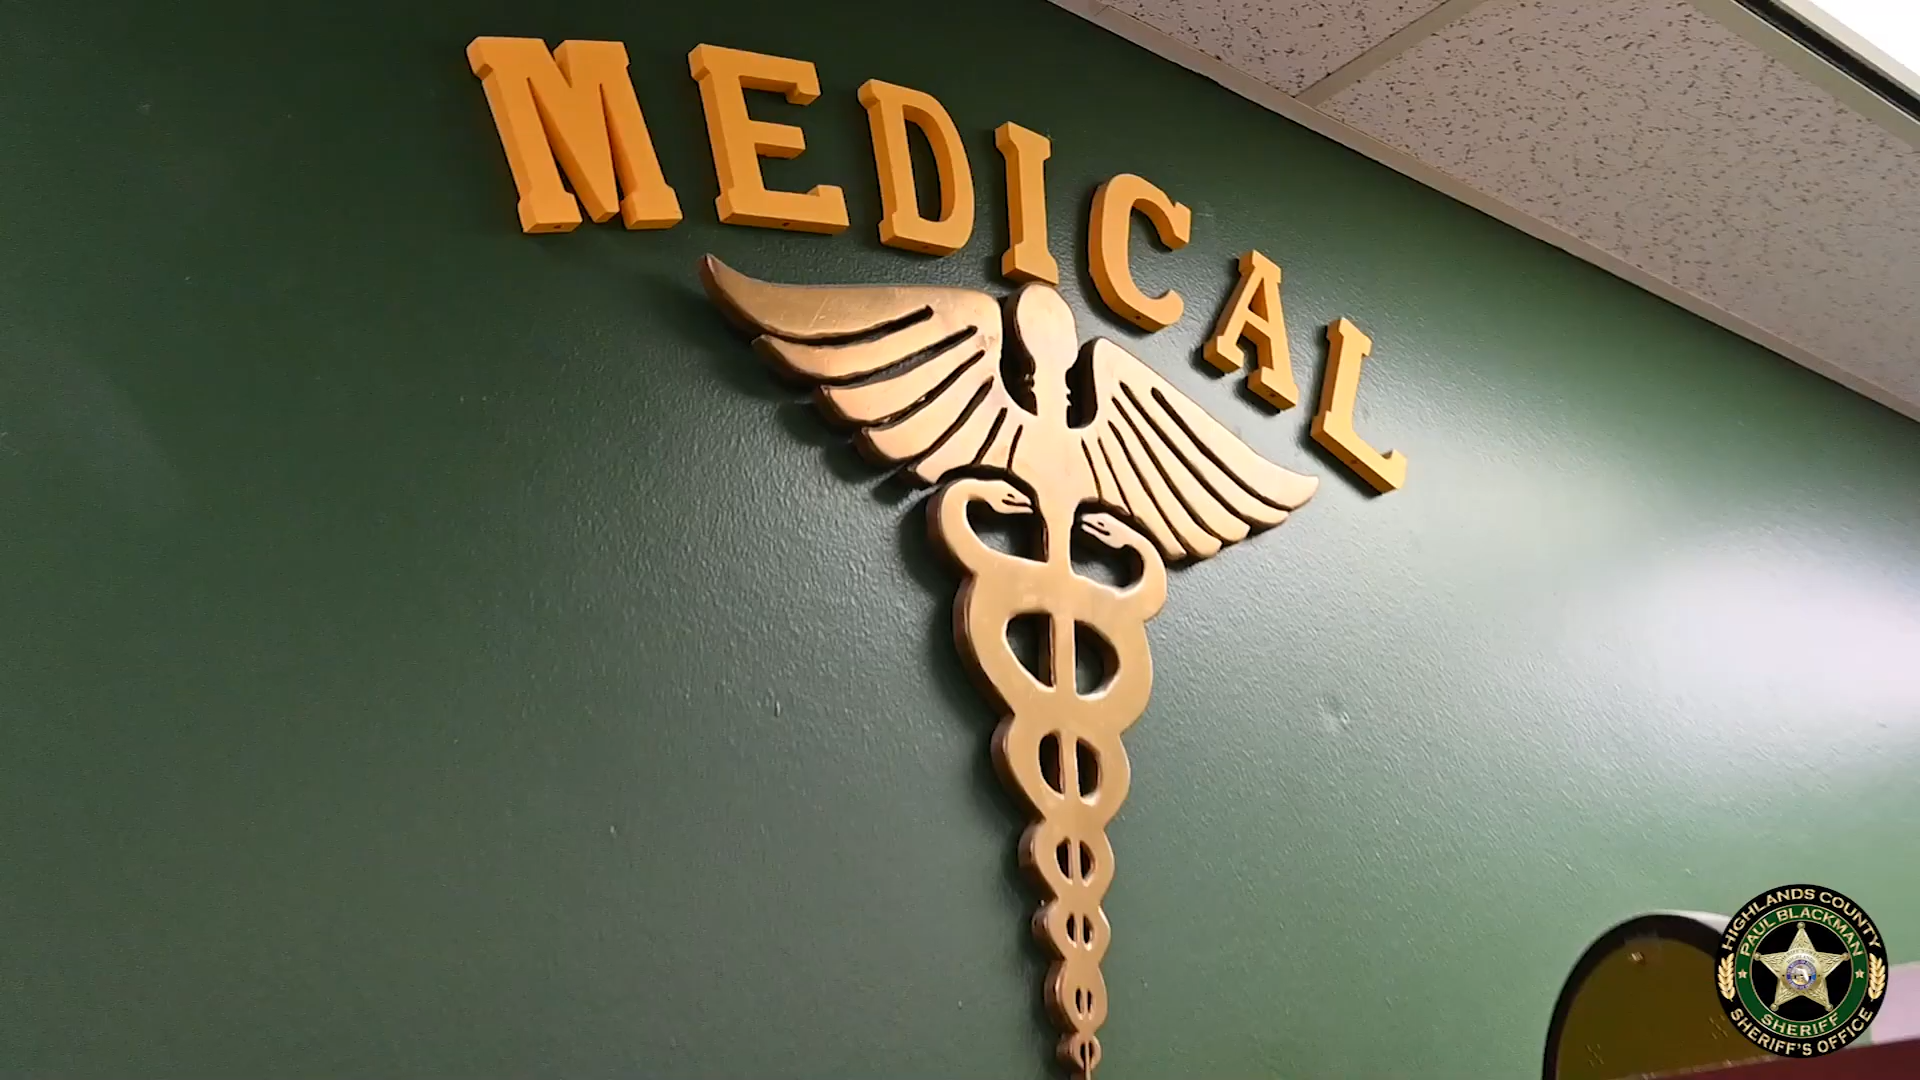 MEDICAL
HIGHLANDS COUNTY
PAUL BLACKMAN
SHERIFF
SHERIFF'S OFFICE